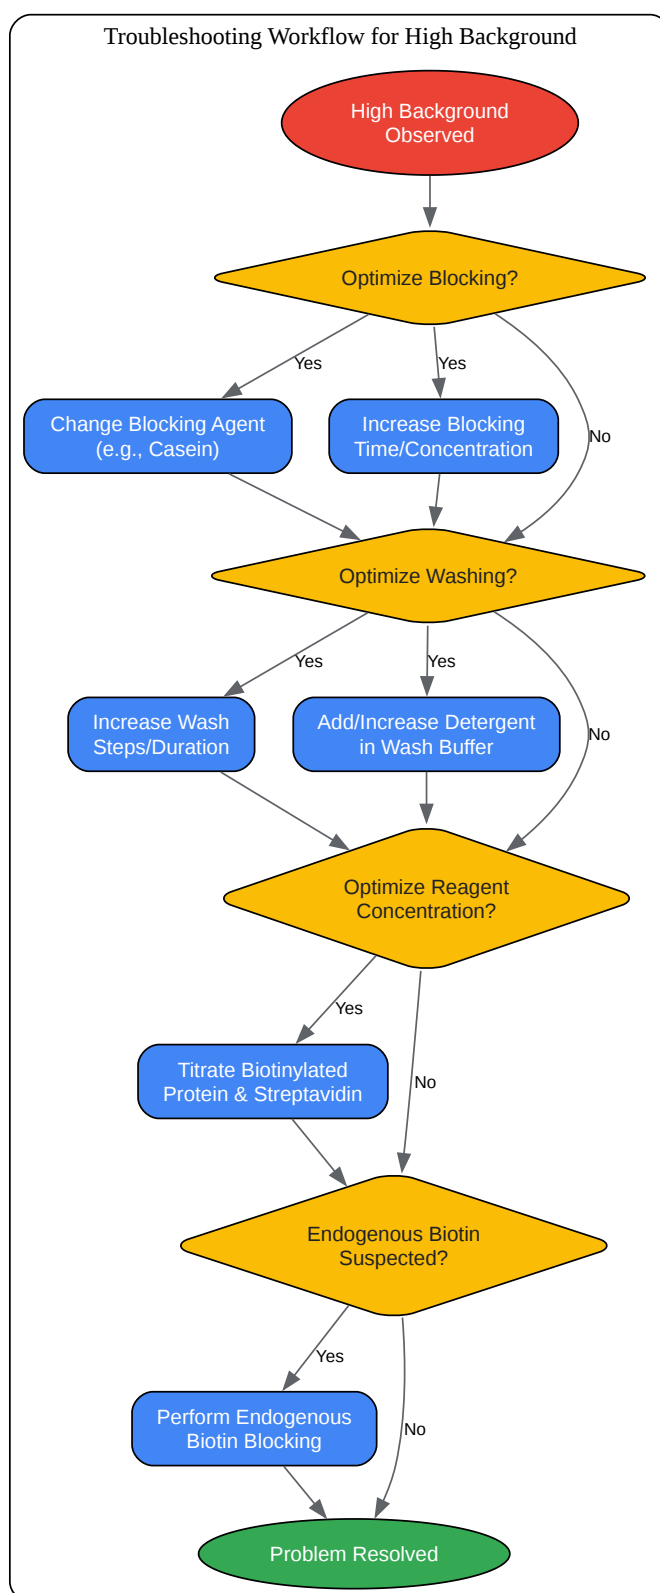 Troubleshooting Workflow for High Background
High Background
Observed
Optimize Blocking?
Yes
Yes
No
Change Blocking Agent
(e.g., Casein)
Increase Blocking
Time/Concentration
Optimize Washing?
Yes
Yes
No
Increase Wash
Steps/Duration
Add/Increase Detergent
in Wash Buffer
Optimize Reagent
Concentration?
Yes
No
Titrate Biotinylated
Protein & Streptavidin
Endogenous Biotin
Suspected?
Yes
No
Perform Endogenous
Biotin Blocking
Problem Resolved